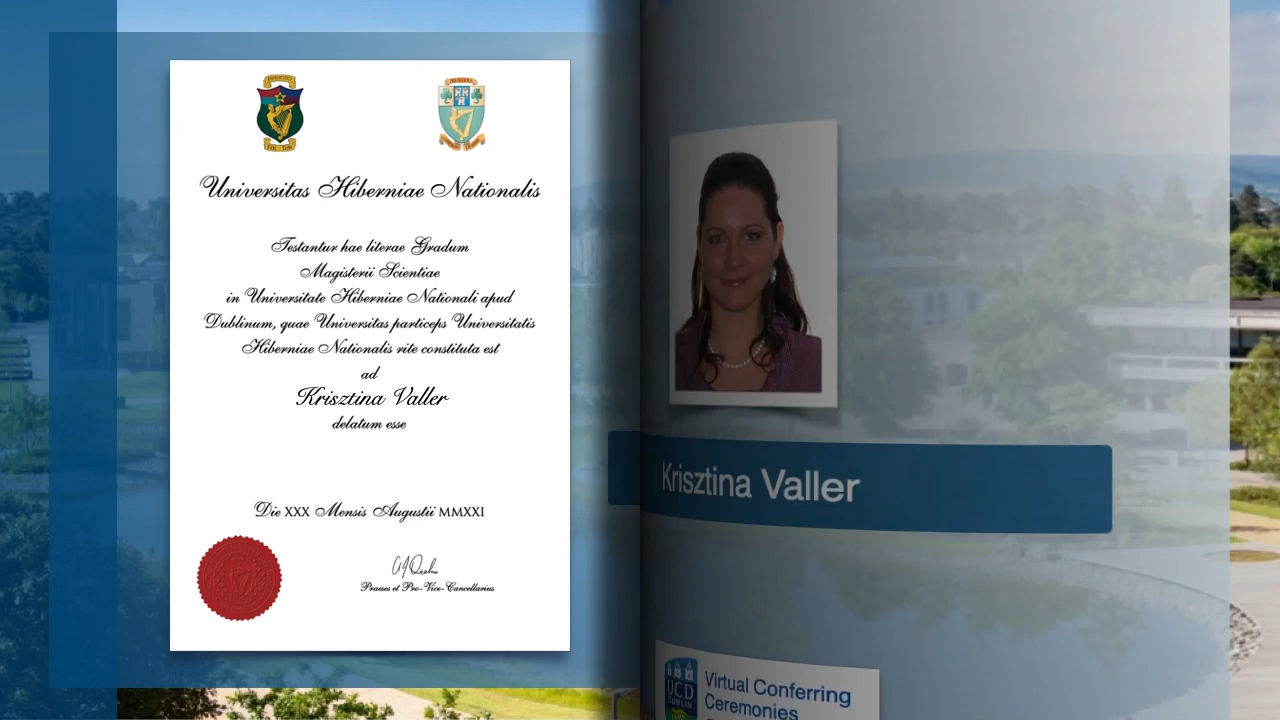 Universitas Hiberniae Nationalis
Testantur hae literae Gradum
Magisterii Scientiae
in Universitate Hiberniae Nationali apud
Dublinum, quae Universitas particeps Universitatis
Hiberniae Nationalis rite constituta est
ad
Krisztina Valler
delatum esse
Die XXX Mensis Augustii MMXXI
Praeses et Pro-Vice-Cancellarius
Krisztina Valler
UCD
DUBLIN
Virtual Conferring
Ceremonies